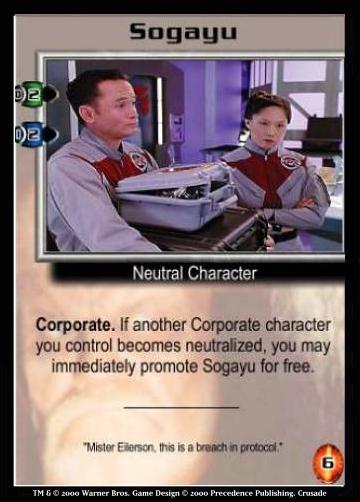 Sogayu
2
2
Neutral Character
Corporate. If another Corporate character
you control becomes neutralized, you may
immediately promote Sogayu for free.
"Mister Eilerson, this is a breach in protocol."
6
TM & © 2000 Warner Bros. Game Design © 2000 Precedence Publishing. Crusade